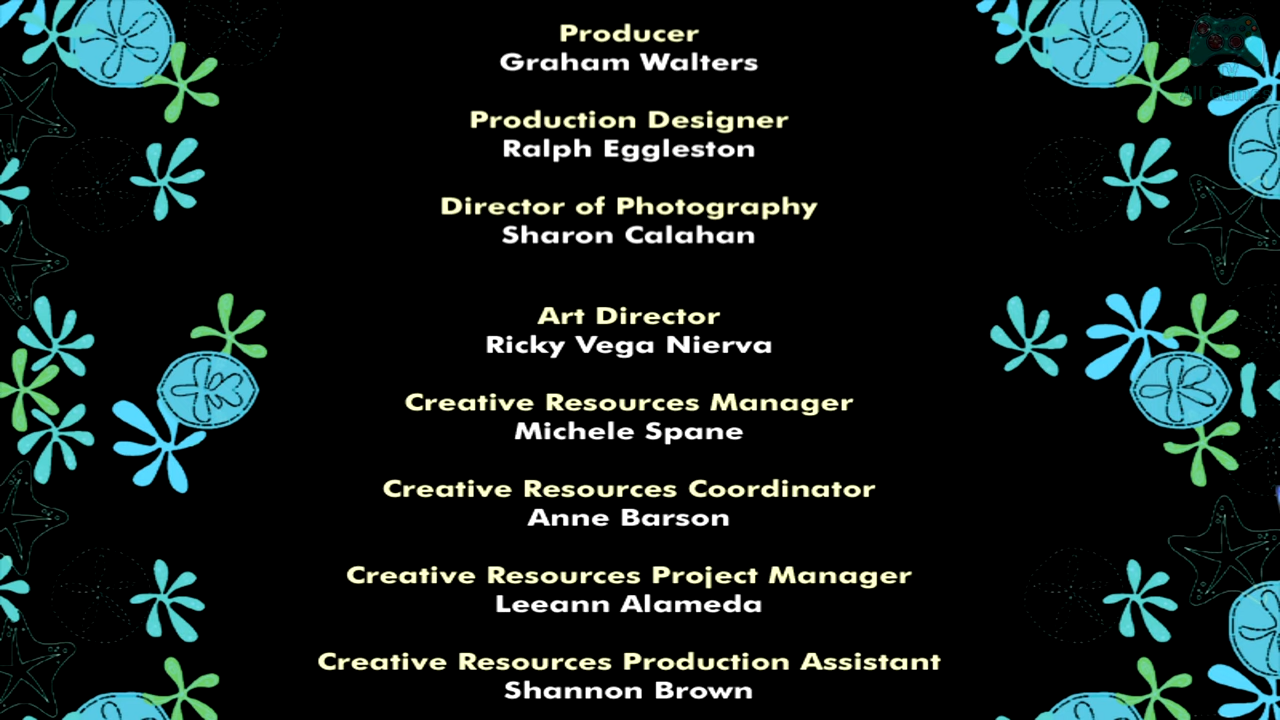 Producer
Graham Walters
Production Designer
Ralph Eggleston
Director of Photography
Sharon Calahan
Art Director
Ricky Vega Nierva
Creative Resources Manager
Michele Spane
Creative Resources Coordinator
Anne Barson
Creative Resources Project Manager
Leeann Alameda
Creative Resources Production Assistant
Shannon Brown